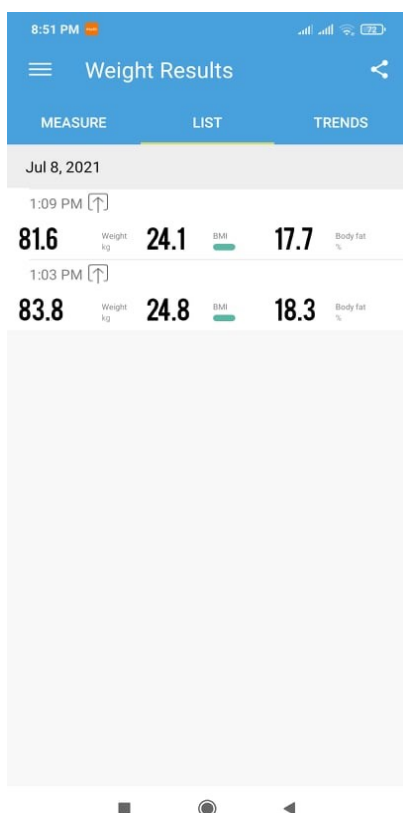 8:51 PM
72
Weight Results
MEASURE LIST TRENDS
Jul 8, 2021
1:09 PM
81.6 Weight kg 24.1 BMI 17.7 Body fat %
1:03 PM
83.8 Weight kg 24.8 BMI 18.3 Body fat %